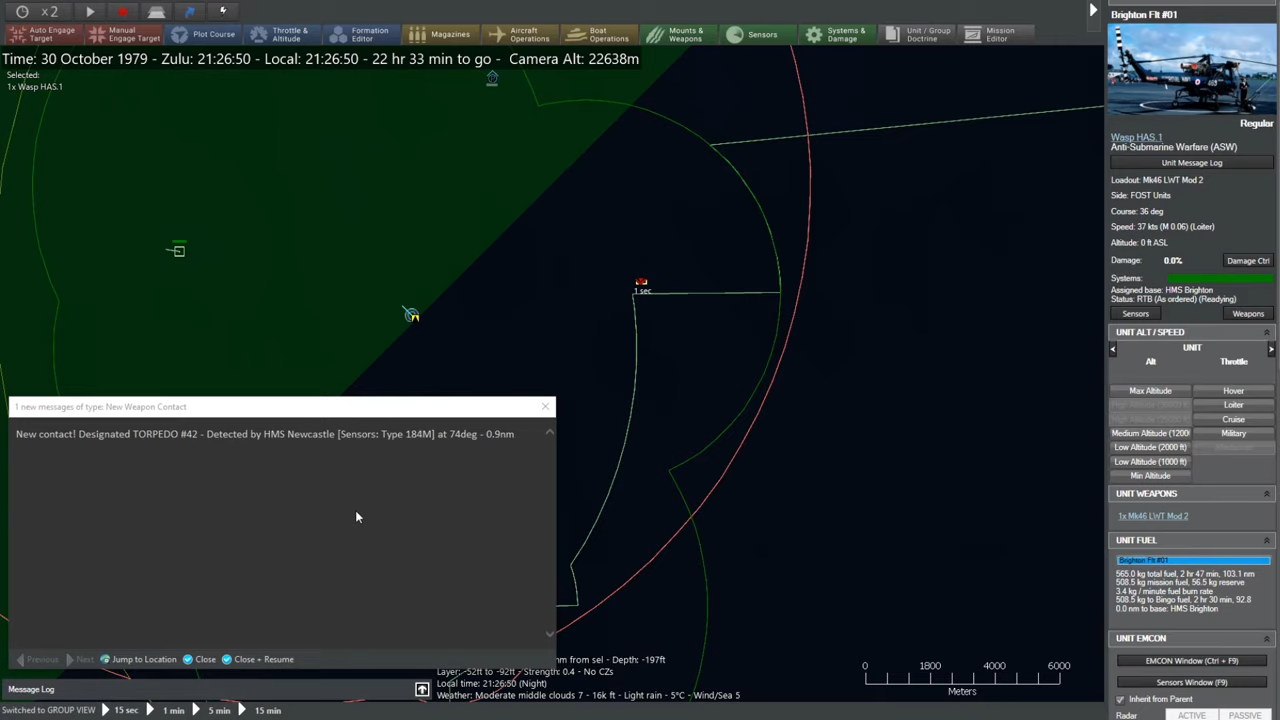 x 2
Auto Engage Target
Manual Engage Target
Plot Course
Throttle & Altitude
Formation Editor
Magazines
Aircraft Operations
Boat Operations
Mounts & Weapons
Sensors
Systems & Damage
Unit / Group Doctrine
Mission Editor
Time: 30 October 1979 - Zulu: 21:26:50 - Local: 21:26:50 - 22 hr 33 min to go - Camera Alt: 22638m
Selected:
1x Wasp HAS.1
1 sec
1 new messages of type: New Weapon Contact
New contact! Designated TORPEDO #42 - Detected by HMS Newcastle [Sensors: Type 184M] at 74deg - 0.9nm
Previous
Next
Jump to Location
Close
Close + Resume
from sel - Depth: -197ft
Layer: -52ft to -92ft - Strength: 0.4 - No CZs
Local time: 21:26:50 (Night)
Weather: Moderate middle clouds 7 - 16k ft - Light rain - 5°C - Wind/Sea 5
0 1800 4000 6000
Meters
Message Log
Switched to GROUP VIEW
15 sec
1 min
5 min
15 min
Brighton Flt #01
Regular
Wasp HAS.1
Anti-Submarine Warfare (ASW)
Unit Message Log
Loadout: Mk46 LWT Mod 2
Side: FOST Units
Course: 36 deg
Speed: 37 kts (M 0.06) (Loiter)
Altitude: 0 ft ASL
Damage: 0.0% Damage Ctrl
Systems:
Assigned base: HMS Brighton
Status: RTB (As ordered) (Readying)
Sensors Weapons
UNIT ALT / SPEED
< UNIT >
Alt Throttle
Max Altitude Hover
Loiter
Cruise
Medium Altitude (1200 Military
Low Altitude (2000 ft)
Low Altitude (1000 ft)
Min Altitude
UNIT WEAPONS
1x Mk46 LWT Mod 2
UNIT FUEL
Brighton Flt #01
565.0 kg total fuel, 2 hr 47 min, 103.1 nm
508.5 kg mission fuel, 56.5 kg reserve
3.4 kg / minute fuel burn rate
508.5 kg to Bingo fuel, 2 hr 30 min, 92.8
0.0 nm to base: HMS Brighton
UNIT EMCON
EMCON Window (Ctrl + F9)
Sensors Window (F9)
Inherit from Parent
Radar ACTIVE PASSIVE